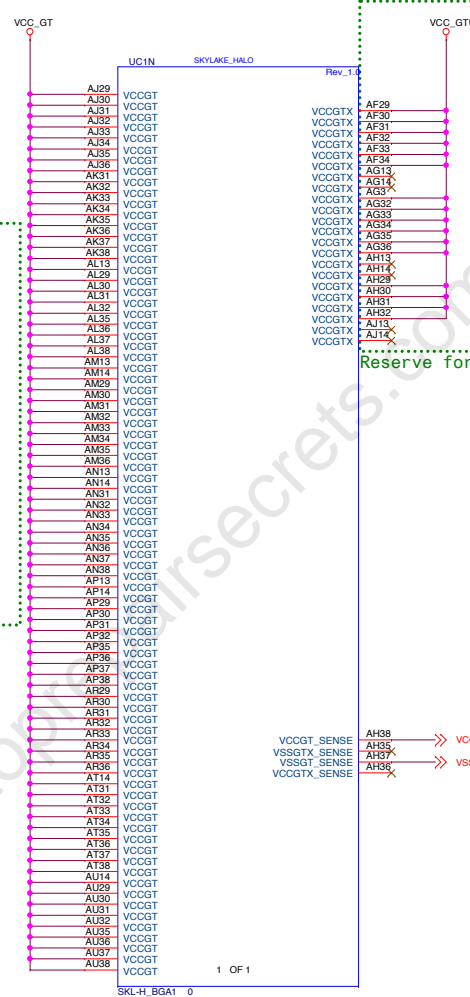 VCC_GT
VCC_GT
UC1N
SKYLAKE_HALO
Rev_1.0
AJ29 VCCGT
AJ30 VCCGT
AJ31 VCCGT
AJ32 VCCGT
AJ33 VCCGT
AJ34 VCCGT
AJ35 VCCGT
AJ36 VCCGT
AK31 VCCGT
AK32 VCCGT
AK33 VCCGT
AK34 VCCGT
AK35 VCCGT
AK36 VCCGT
AK37 VCCGT
AK38 VCCGT
AL13 VCCGT
AL29 VCCGT
AL30 VCCGT
AL31 VCCGT
AL32 VCCGT
AL35 VCCGT
AL36 VCCGT
AL37 VCCGT
AL38 VCCGT
AM13 VCCGT
AM14 VCCGT
AM29 VCCGT
AM30 VCCGT
AM31 VCCGT
AM32 VCCGT
AM33 VCCGT
AM34 VCCGT
AM35 VCCGT
AM36 VCCGT
AN13 VCCGT
AN14 VCCGT
AN31 VCCGT
AN32 VCCGT
AN33 VCCGT
AN34 VCCGT
AN35 VCCGT
AN36 VCCGT
AN37 VCCGT
AN38 VCCGT
AP13 VCCGT
AP14 VCCGT
AP29 VCCGT
AP30 VCCGT
AP31 VCCGT
AP32 VCCGT
AP35 VCCGT
AP36 VCCGT
AP37 VCCGT
AP38 VCCGT
AR29 VCCGT
AR30 VCCGT
AR31 VCCGT
AR32 VCCGT
AR33 VCCGT
AR34 VCCGT
AR35 VCCGT
AR36 VCCGT
AT14 VCCGT
AT31 VCCGT
AT32 VCCGT
AT33 VCCGT
AT34 VCCGT
AT35 VCCGT
AT36 VCCGT
AT37 VCCGT
AT38 VCCGT
AU14 VCCGT
AU29 VCCGT
AU30 VCCGT
AU31 VCCGT
AU32 VCCGT
AU35 VCCGT
AU36 VCCGT
AU37 VCCGT
AU38 VCCGT
VCCGTX AF29
VCCGTX AF30
VCCGTX AF31
VCCGTX AF32
VCCGTX AF33
VCCGTX AF34
VCCGTX AG13
VCCGTX AG14
VCCGTX AG3
VCCGTX AG32
VCCGTX AG33
VCCGTX AG34
VCCGTX AG35
VCCGTX AG36
VCCGTX AH13
VCCGTX AH14
VCCGTX AH29
VCCGTX AH30
VCCGTX AH31
VCCGTX AH32
VCCGTX AJ13
VCCGTX AJ14
Reserve for
VCCGT_SENSE AH38 VC
VSSGTX_SENSE AH35
VSSGT_SENSE AH37 VS
VCCGTX_SENSE AH36
1 OF 1
SKL-H_BGA1 0
oprepairsecrets.com